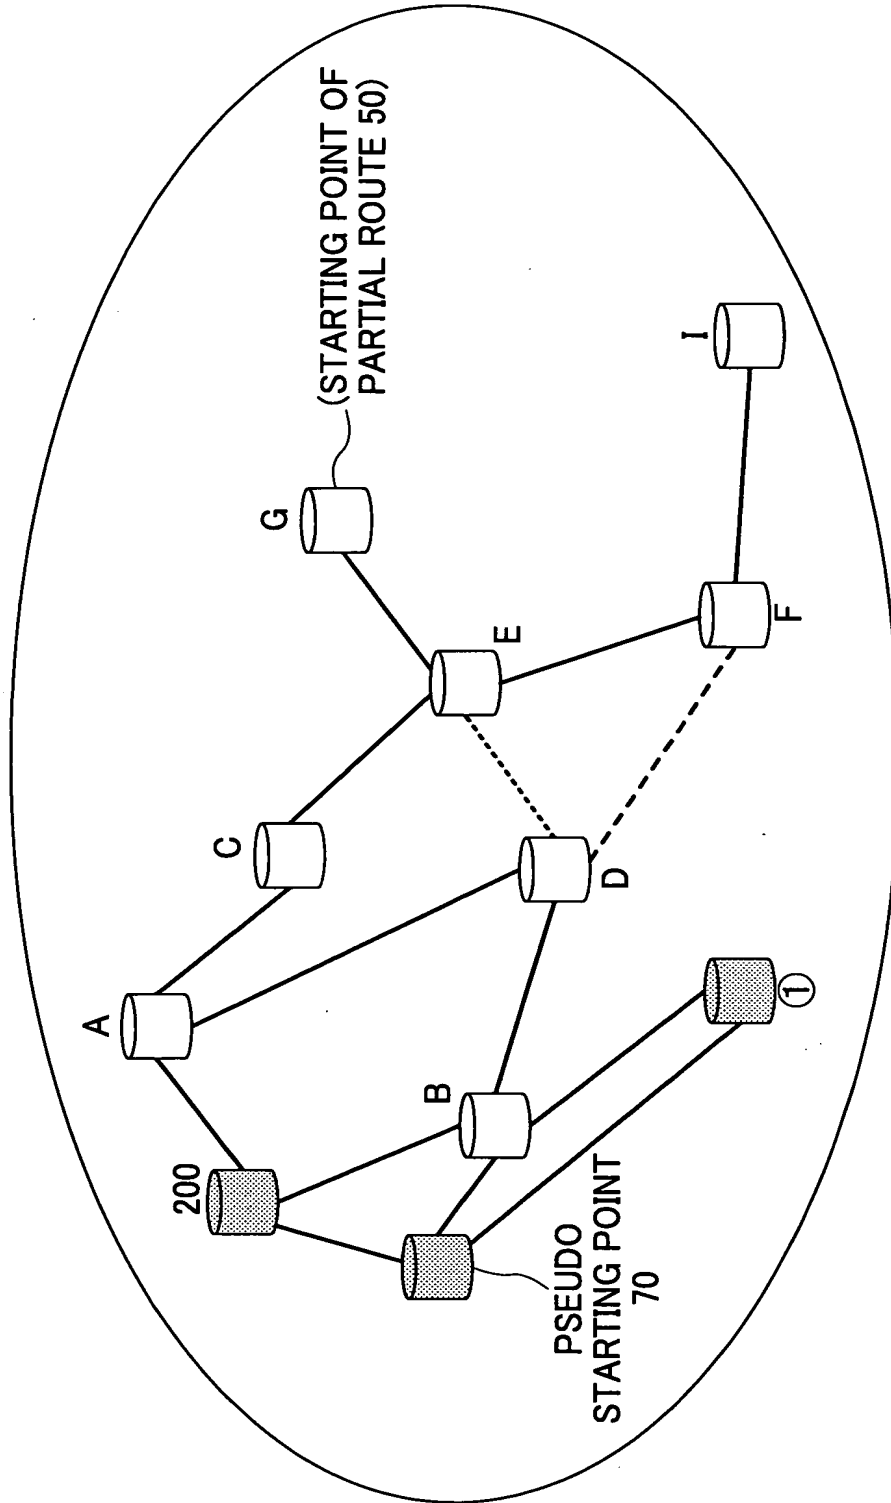 A
200
C
G
(STARTING POINT OF
PARTIAL ROUTE 50)
B
E
PSEUDO
STARTING POINT
70
D
I
①
F